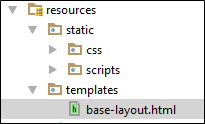 resources
static
css
scripts
templates
base-layout.html